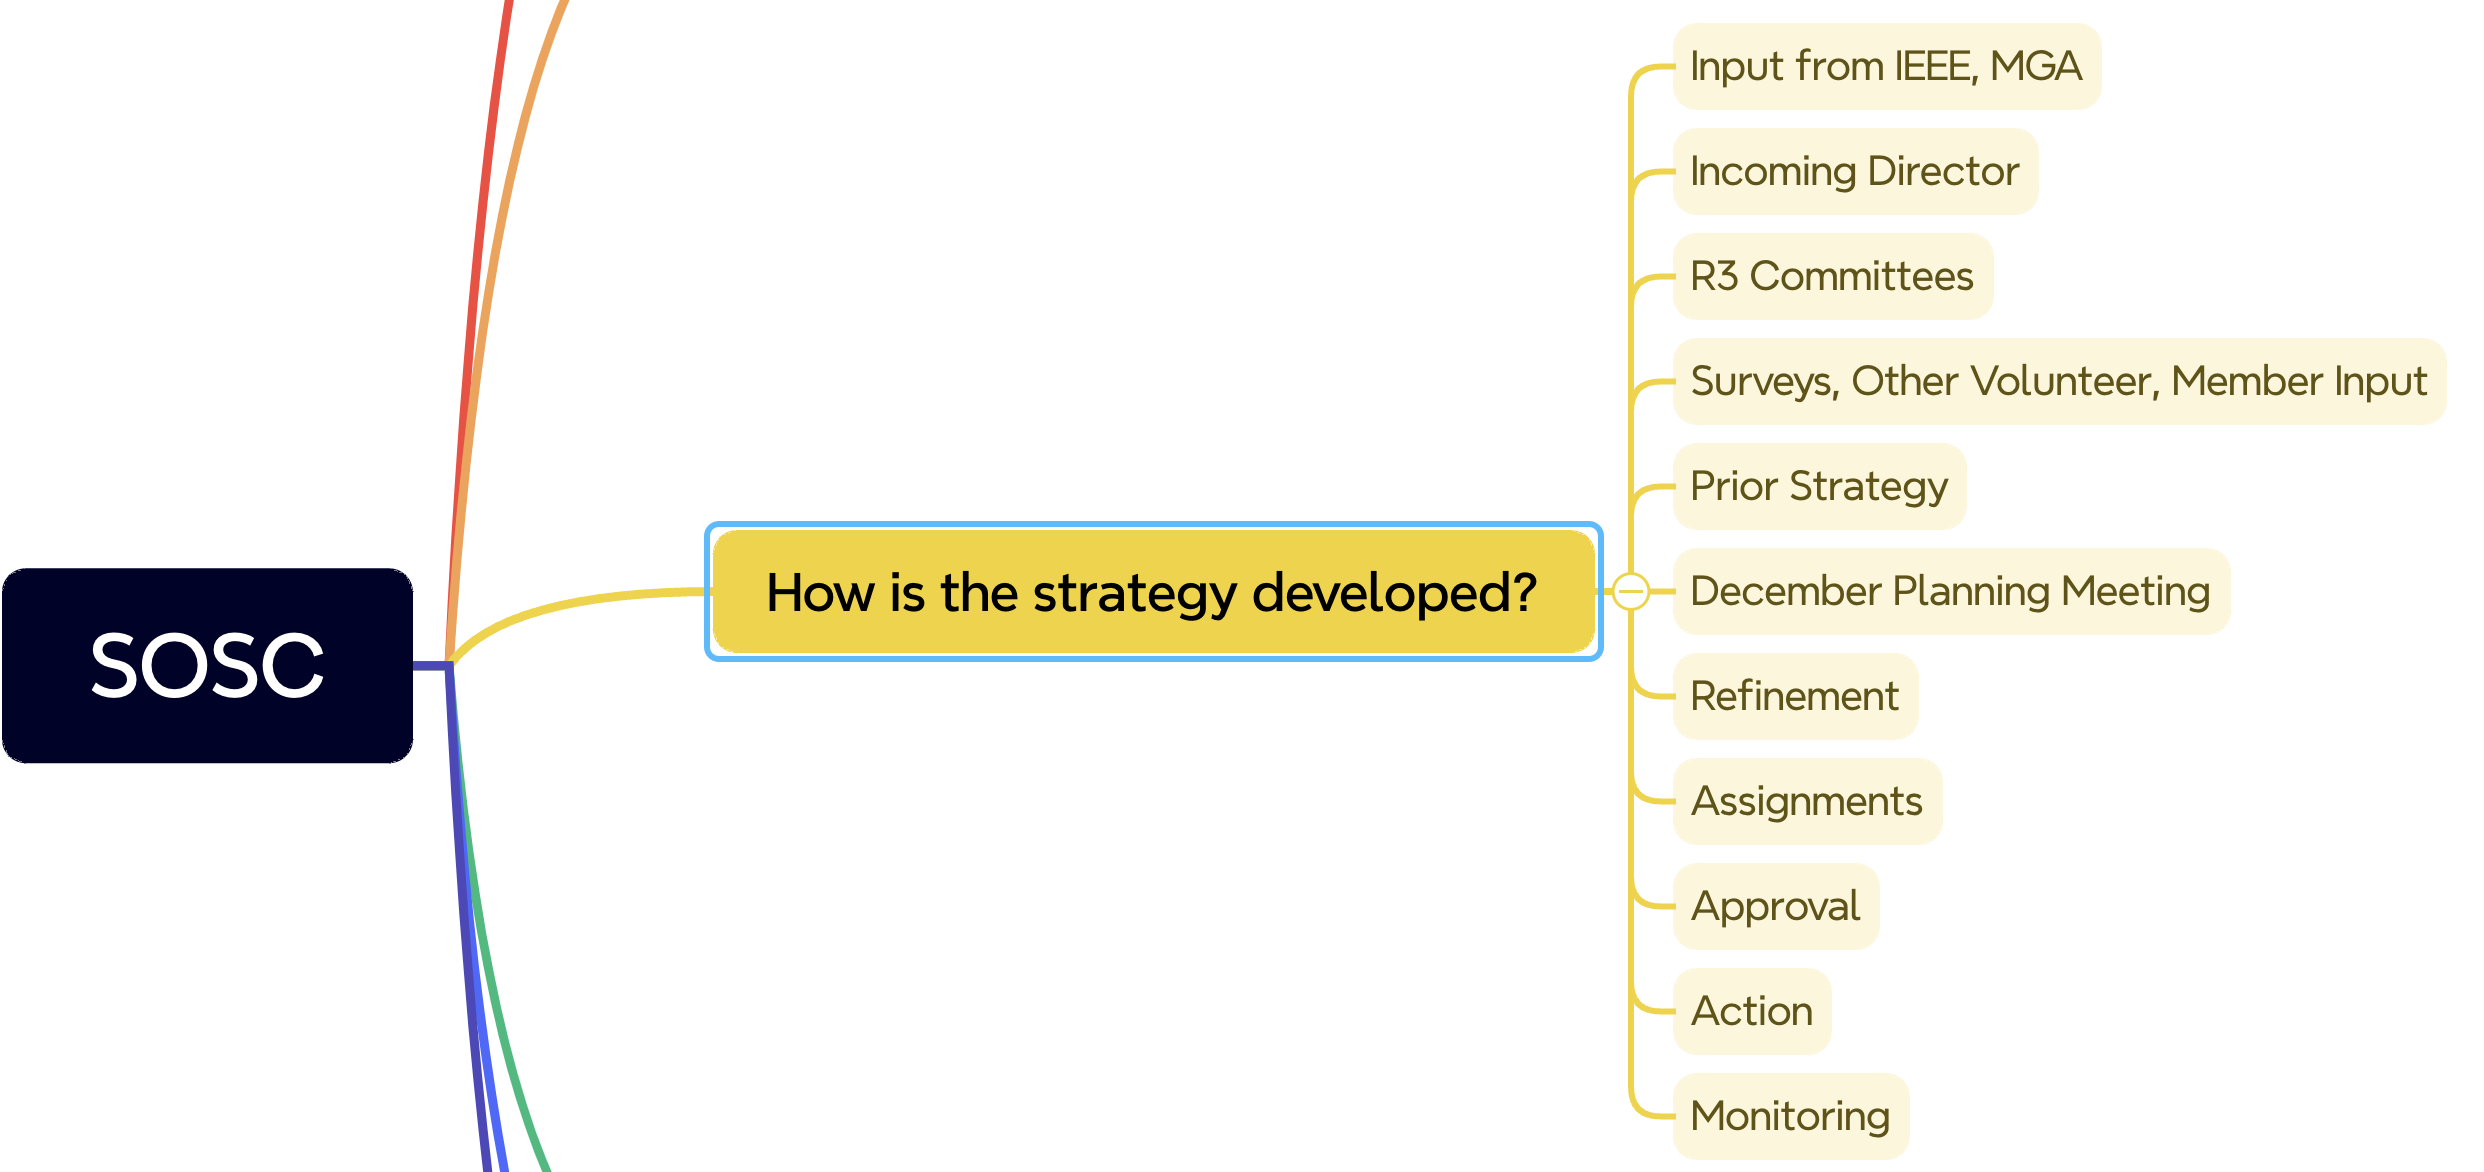 SOSC
How is the strategy developed?
Input from IEEE, MGA
Incoming Director
R3 Committees
Surveys, Other Volunteer, Member Input
Prior Strategy
December Planning Meeting
Refinement
Assignments
Approval
Action
Monitoring